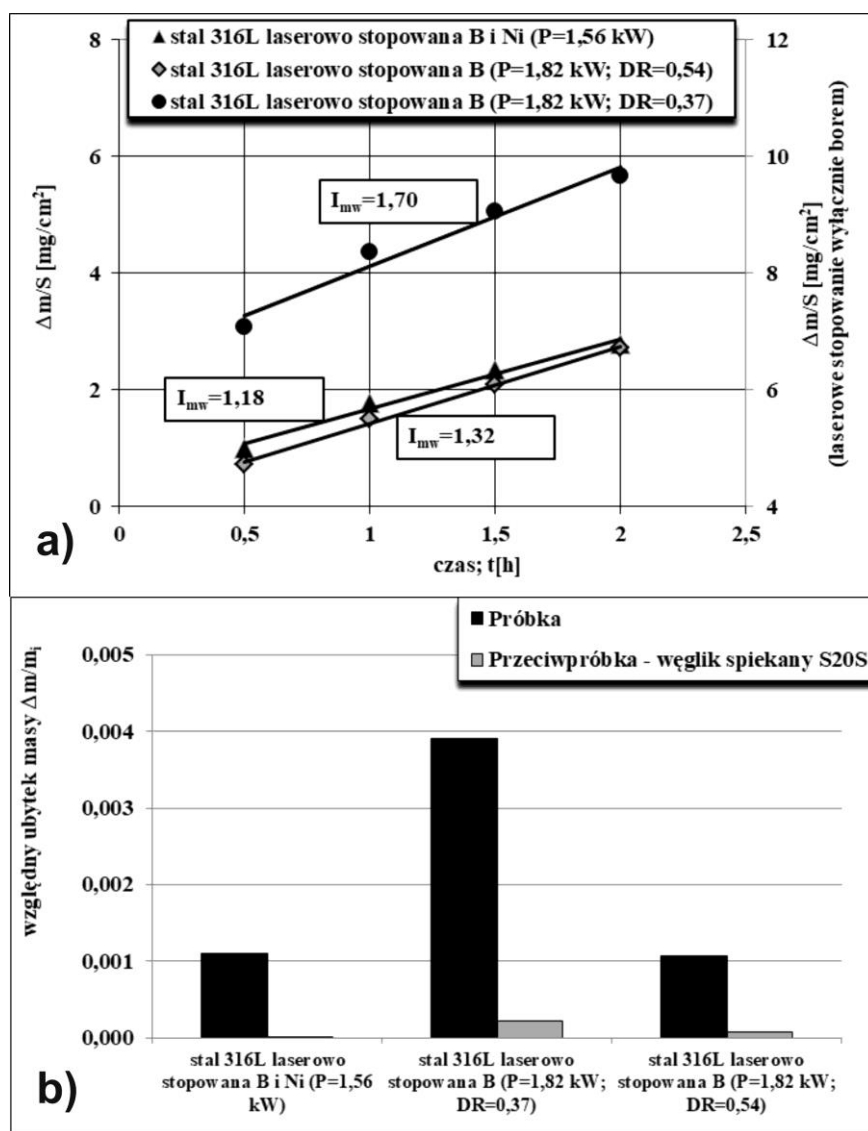 ▲ stal 316L laserowo stopowana B i Ni (P=1,56 kW)
stal 316L laserowo stopowana B (P=1,82 kW; DR=0,54)
stal 316L laserowo stopowana B (P=1,82 kW; DR=0,37)
8
6
4
2
0
Δm/S [mg/cm²]
12
10
8
6
4
Δm/S [mg/cm²]
(laserowe stopowanie wyłącznie borem)
Imw=1,70
Imw=1,18
Imw=1,32
0
0,5
1
1,5
2
2,5
czas; t[h]
a)
Próbka
Przeciwpróbka - węglik spiekany S20S
0,005
0,004
0,003
0,002
0,001
0,000
względny ubytek masy Δm/mi
stal 316L laserowo
stopowana B i Ni (P=1,56
kW)
stal 316L laserowo
stopowana B (P=1,82 kW;
DR=0,37)
stal 316L laserowo
stopowana B (P=1,82 kW;
DR=0,54)
b)